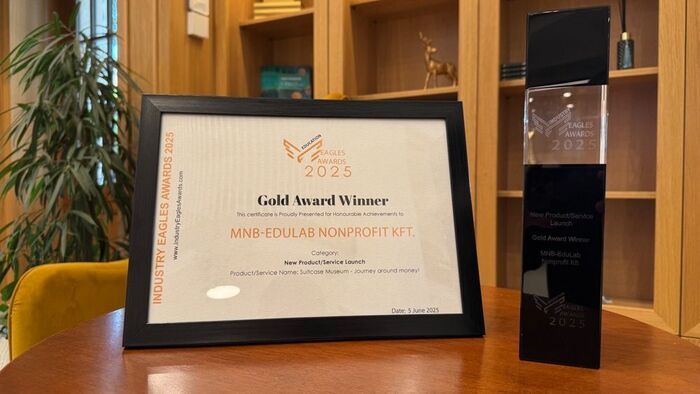 INDUSTRY EAGLES AWARDS 2025
www.IndustryEaglesAwards.com
EDUCATION
EAGLES
AWARDS
2025
Gold Award Winner
This certificate is Proudly Presented for Honourable Achievements to
MNB-EDULAB NONPROFIT KFT.
Category:
New Product/Service Launch
Product/Service Name: Suitcase Museum - Journey around money!
Date: 5 June 2025
INDUSTRY
EAGLES
AWARDS
2025
New Product/Service
Launch
Gold Award Winner
MNB-EduLab
Nonprofit Kft
EAGLES
AWARDS
2025